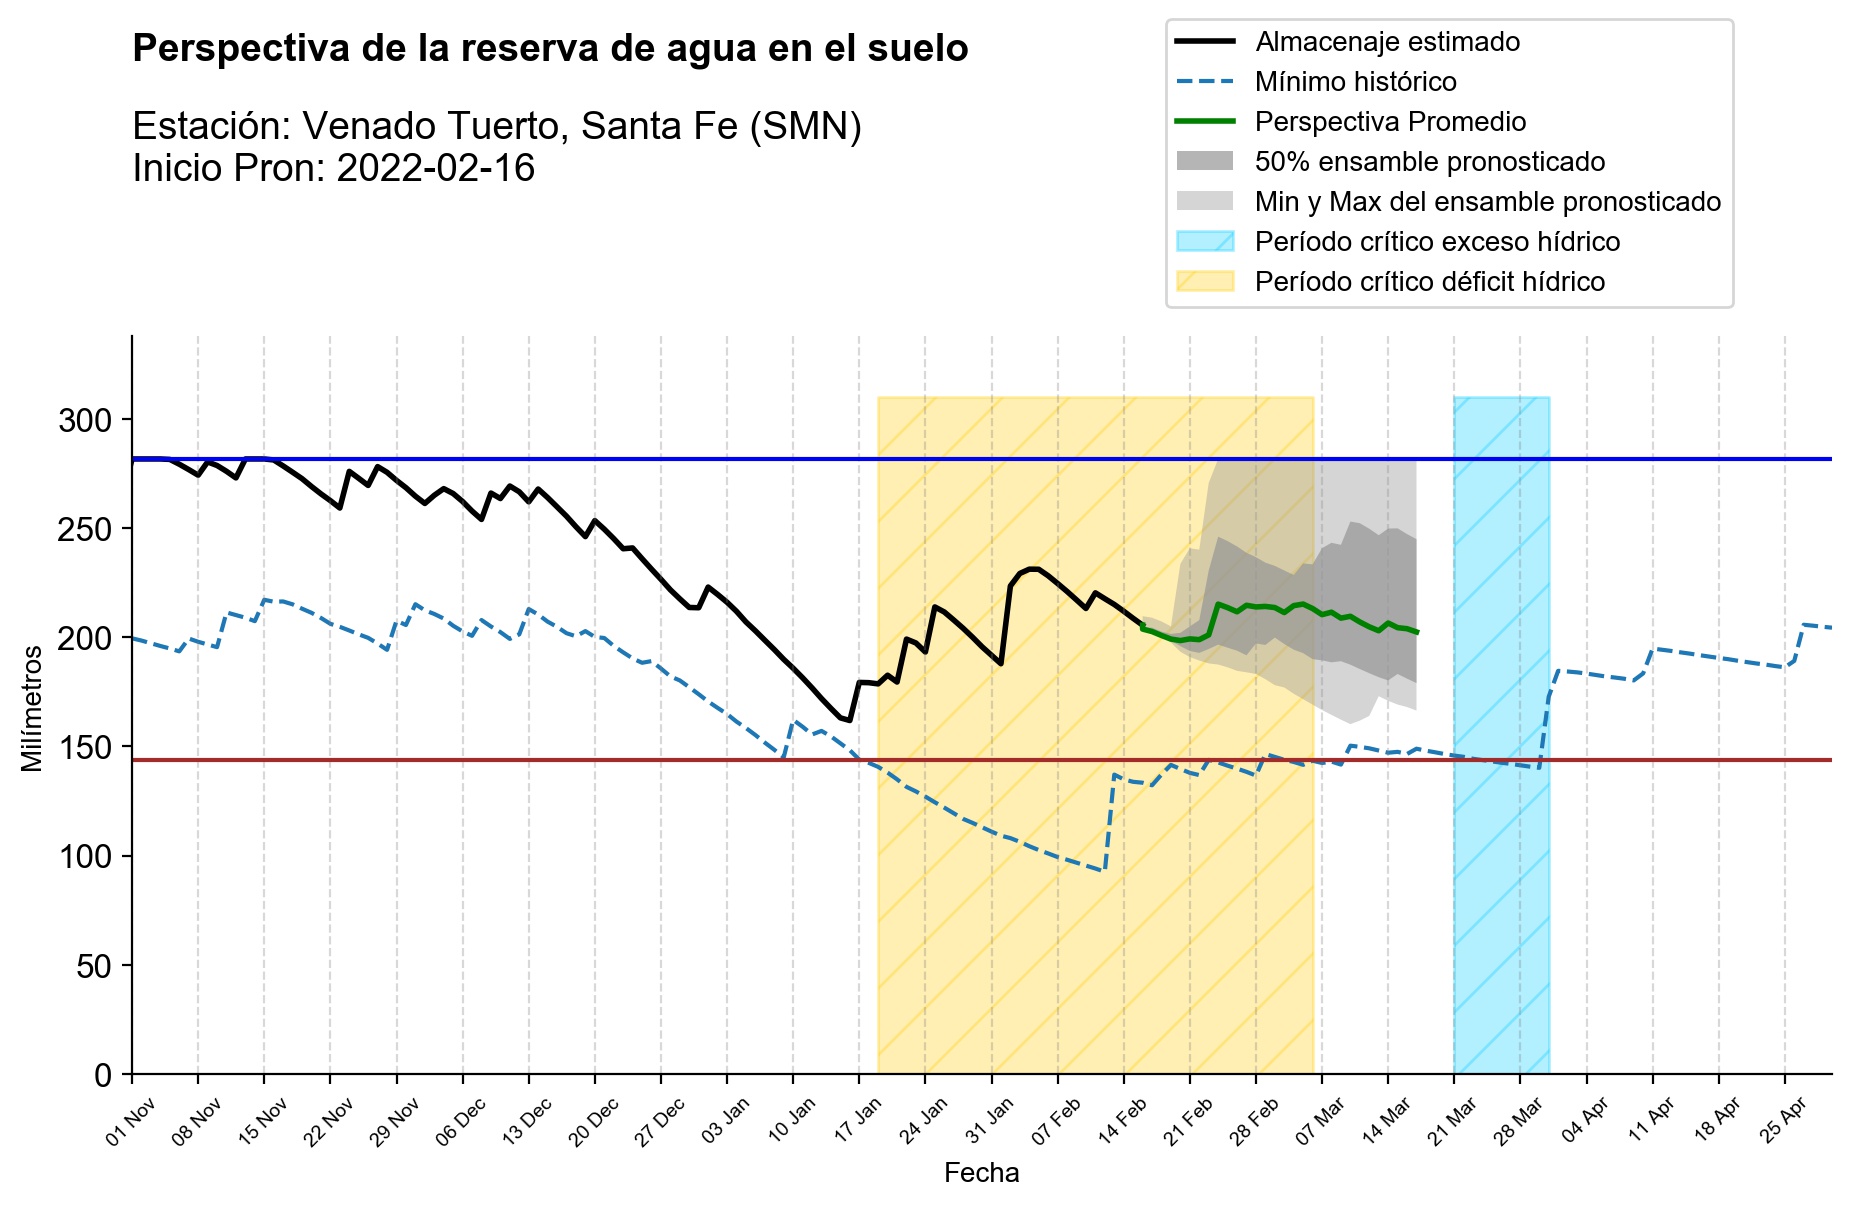 Perspectiva de la reserva de agua en el suelo
Estación: Venado Tuerto, Santa Fe (SMN)
Inicio Pron: 2022-02-16
Almacenaje estimado
Mínimo histórico
Perspectiva Promedio
50% ensamble pronosticado
Min y Max del ensamble pronosticado
Período crítico exceso hídrico
Período crítico déficit hídrico
Milímetros
300
250
200
150
100
50
0
01 Nov
08 Nov
15 Nov
22 Nov
29 Nov
06 Dec
13 Dec
20 Dec
27 Dec
03 Jan
10 Jan
17 Jan
24 Jan
31 Jan
07 Feb
14 Feb
21 Feb
28 Feb
07 Mar
14 Mar
21 Mar
28 Mar
04 Apr
11 Apr
18 Apr
25 Apr
Fecha